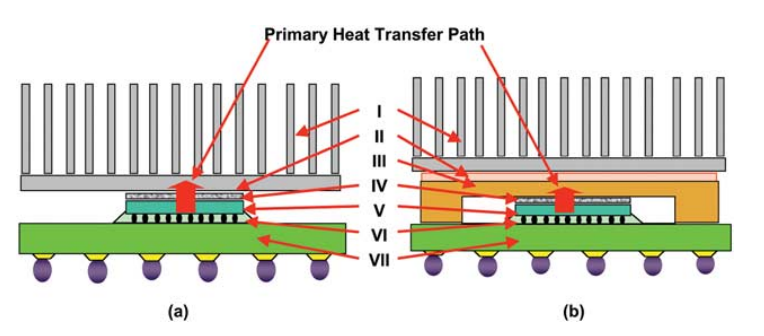 Primary Heat Transfer Path
I
II
III
IV
V
VI
VII
(a)
(b)